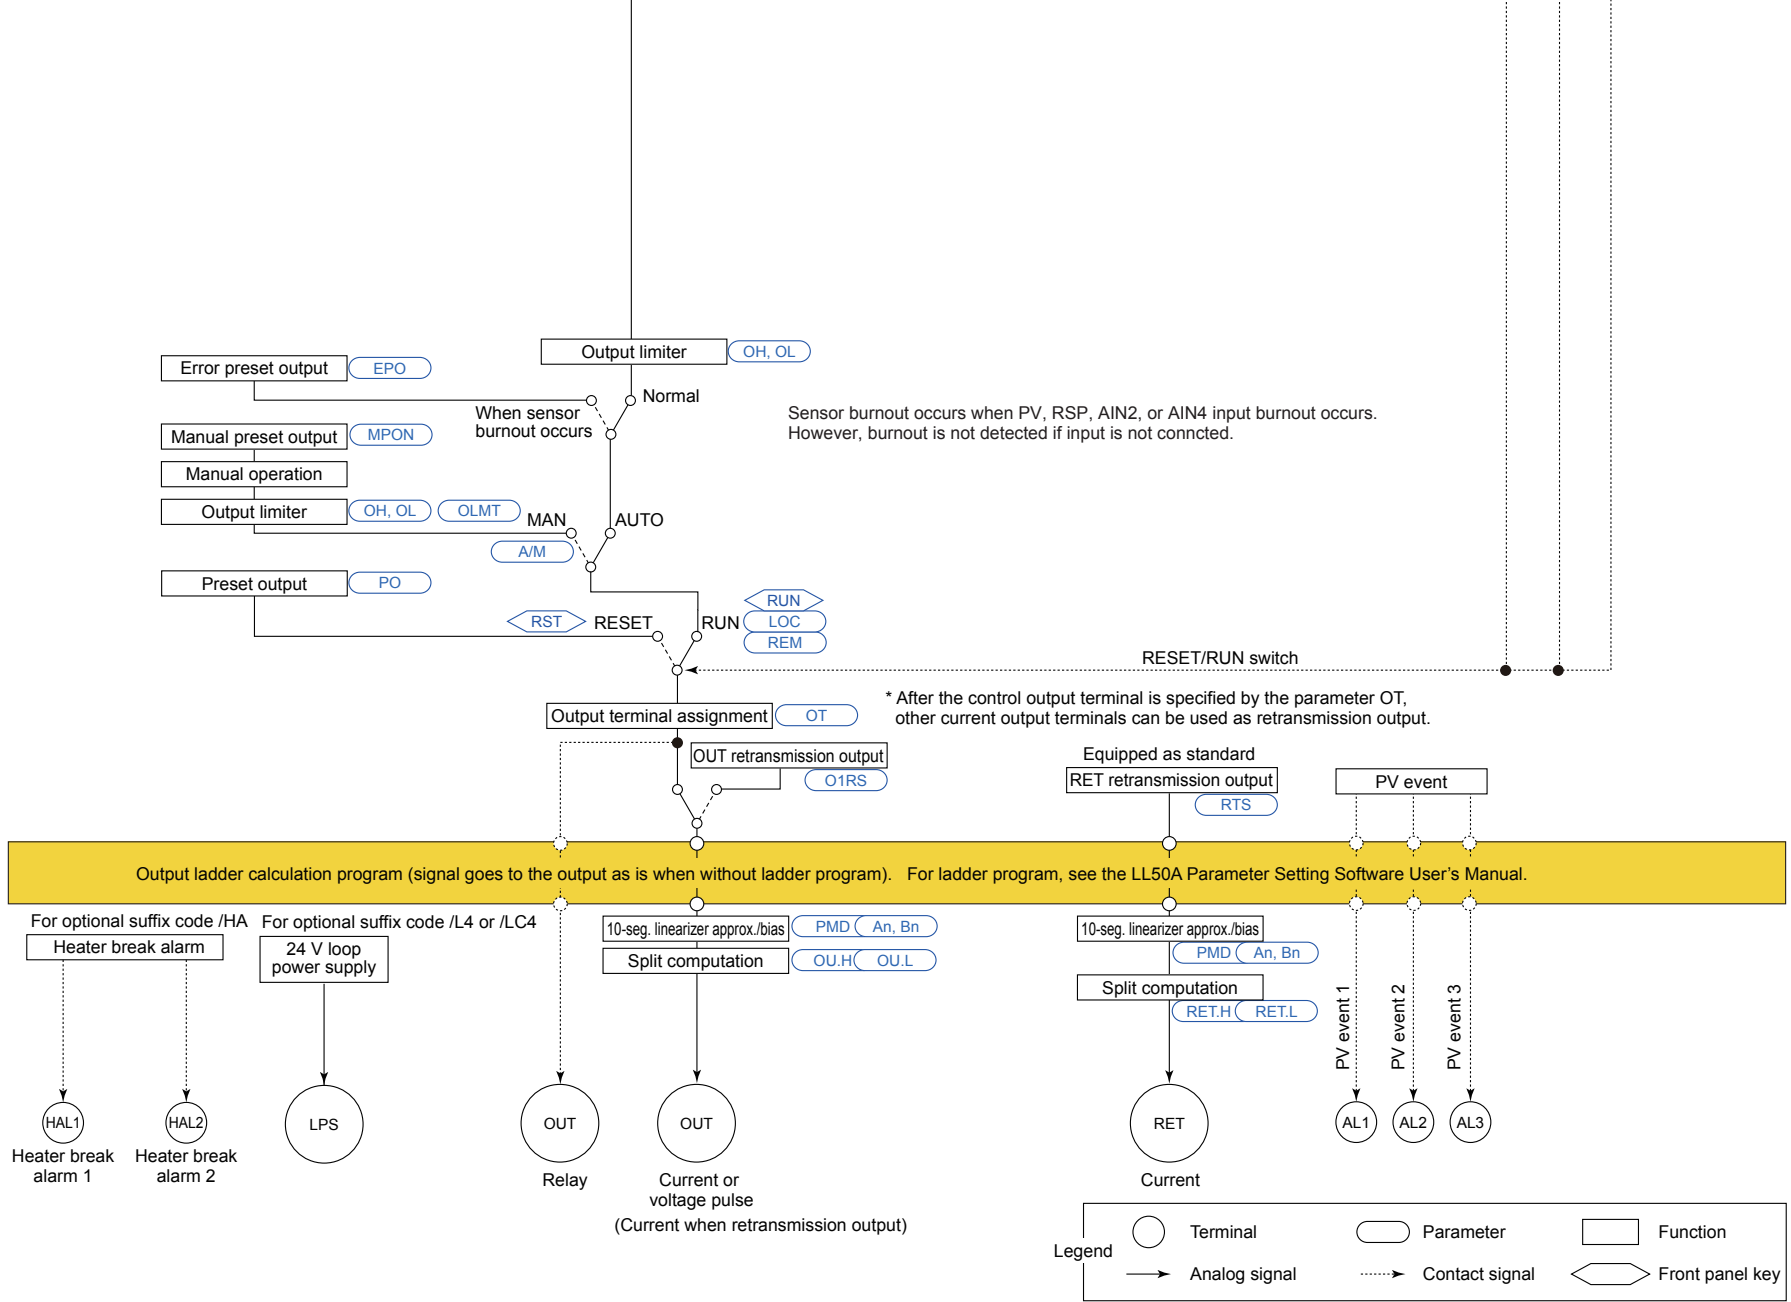 Output limiter
OH, OL
Error preset output
EPO
Normal
When sensor
burnout occurs
Sensor burnout occurs when PV, RSP, AIN2, or AIN4 input burnout occurs.
However, burnout is not detected if input is not conncted.
Manual preset output
MPON
Manual operation
Output limiter
OH, OL
OLMT
MAN
AUTO
A/M
Preset output
PO
RUN
RST
RESET
RUN
LOC
REM
RESET/RUN switch
* After the control output terminal is specified by the parameter OT,
other current output terminals can be used as retransmission output.
Output terminal assignment
OT
OUT retransmission output
O1RS
Equipped as standard
RET retransmission output
RTS
PV event
Output ladder calculation program (signal goes to the output as is when without ladder program). For ladder program, see the LL50A Parameter Setting Software User's Manual.
For optional suffix code /HA
Heater break alarm
For optional suffix code /L4 or /LC4
24 V loop
power supply
10-seg. linearizer approx./bias
PMD
An, Bn
Split computation
OU.H
OU.L
10-seg. linearizer approx./bias
PMD
An, Bn
Split computation
RET.H
RET.L
PV event 1
PV event 2
PV event 3
HAL1
HAL2
LPS
OUT
OUT
RET
AL1
AL2
AL3
Heater break
alarm 1
Heater break
alarm 2
Relay
Current or
voltage pulse
(Current when retransmission output)
Current
Legend
Terminal
Parameter
Function
Analog signal
Contact signal
Front panel key